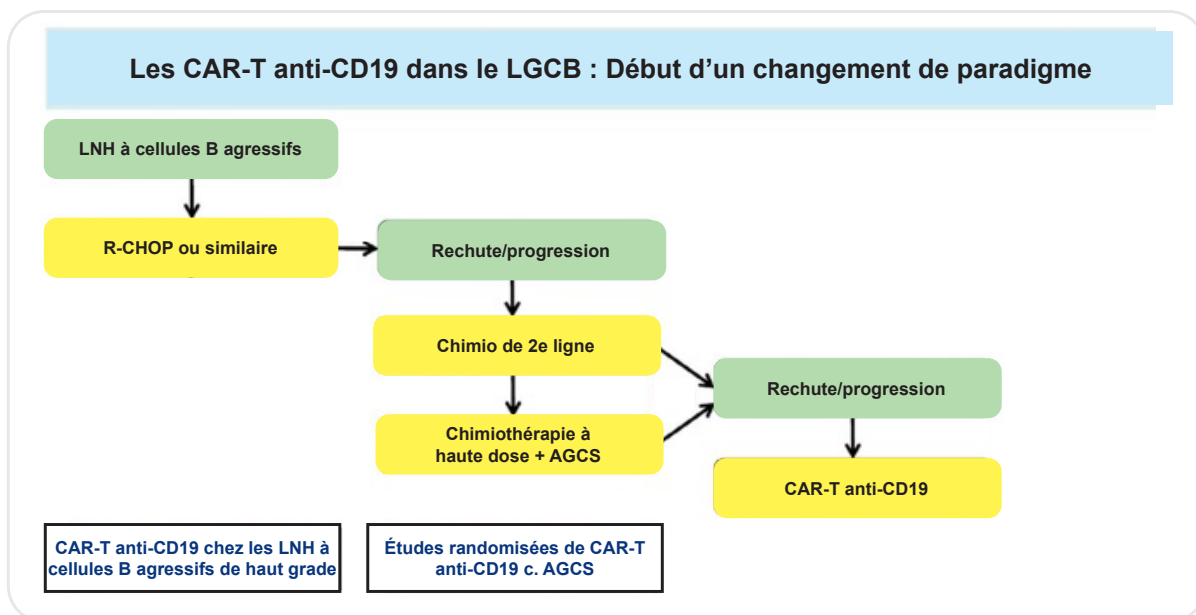 Les CAR-T anti-CD19 dans le LGCB : Début d’un changement de paradigme
LNH à cellules B agressifs
R-CHOP ou similaire
Rechute/progression
Chimio de 2e ligne
Chimiothérapie à
haute dose + AGCS
Rechute/progression
CAR-T anti-CD19
CAR-T anti-CD19 chez les LNH à
cellules B agressifs de haut grade
Études randomisées de CAR-T
anti-CD19 c. AGCS